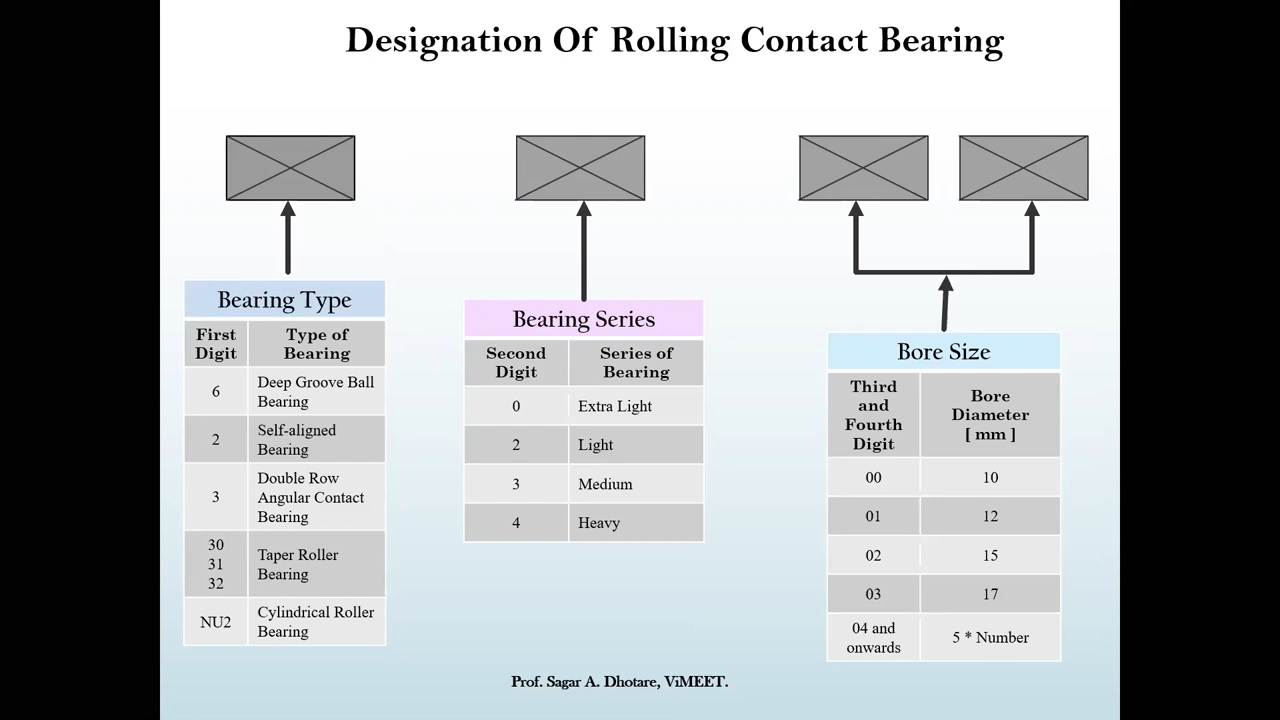 Designation Of Rolling Contact Bearing
Bearing Type
First
Digit
Type of
Bearing
6
Deep Groove Ball
Bearing
2
Self-aligned
Bearing
3
Double Row
Angular Contact
Bearing
30
31
32
Taper Roller
Bearing
NU2
Cylindrical Roller
Bearing
Bearing Series
Second
Digit
Series of
Bearing
0
Extra Light
2
Light
3
Medium
4
Heavy
Bore Size
Third
and
Fourth
Digit
Bore
Diameter
[ mm ]
00
10
01
12
02
15
03
17
04 and
onwards
5 * Number
Prof. Sagar A. Dhotare, ViMEET.